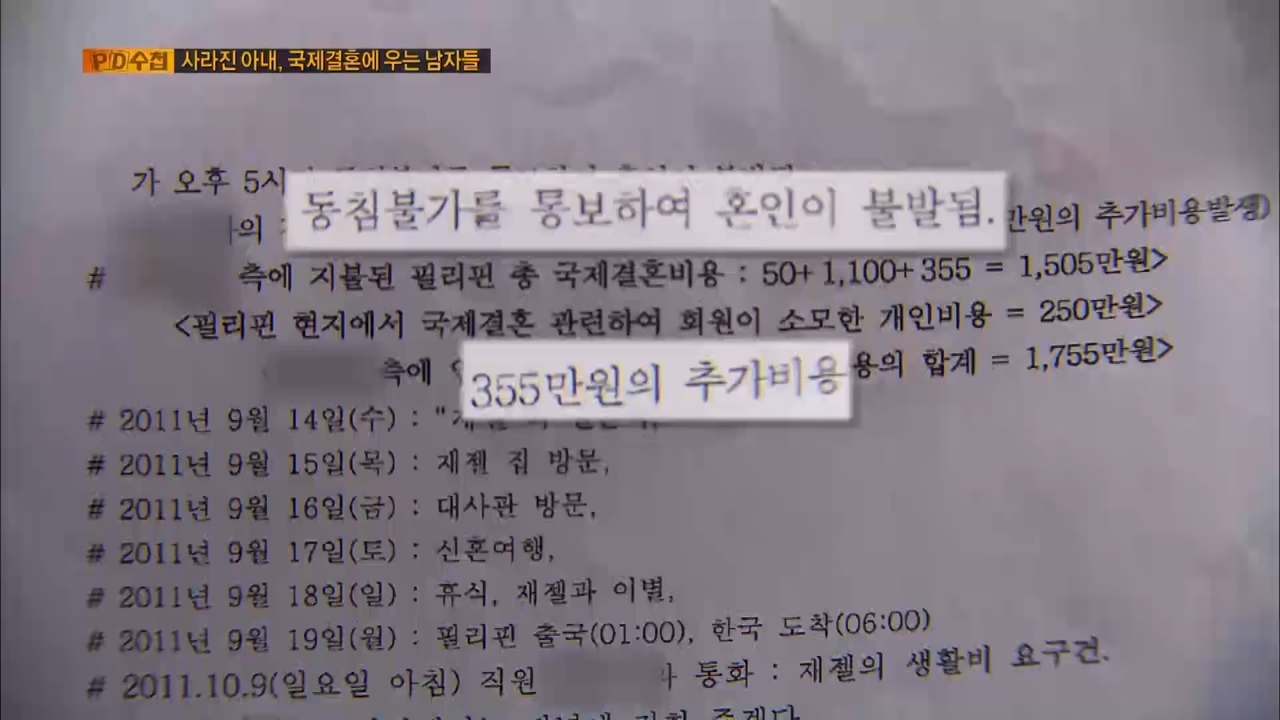 PD수첩 사라진 아내, 국제결혼에 우는 남자들
가 오후 5시
동침불가를 통보하여 혼인이 불발됨.
의 만원의 추가비용발생)
# 측에 지불된 필리핀 총 국제결혼비용 : 50+1,100+355 = 1,505만원>
<필리핀 현지에서 국제결혼 관련하여 회원이 소모한 개인비용 = 250만원>
측에 용의 합계 = 1,755만원>
355만원의 추가비용
# 2011년 9월 14일(수) : "
# 2011년 9월 15일(목) : 재젤 집 방문,
# 2011년 9월 16일(금) : 대사관 방문,
# 2011년 9월 17일(토) : 신혼여행,
# 2011년 9월 18일(일) : 휴식, 재젤과 이별,
# 2011년 9월 19일(월) : 필리핀 출국(01:00), 한국 도착(06:00)
# 2011.10.9(일요일 아침) 직원 통화 : 재젤의 생활비 요구건.